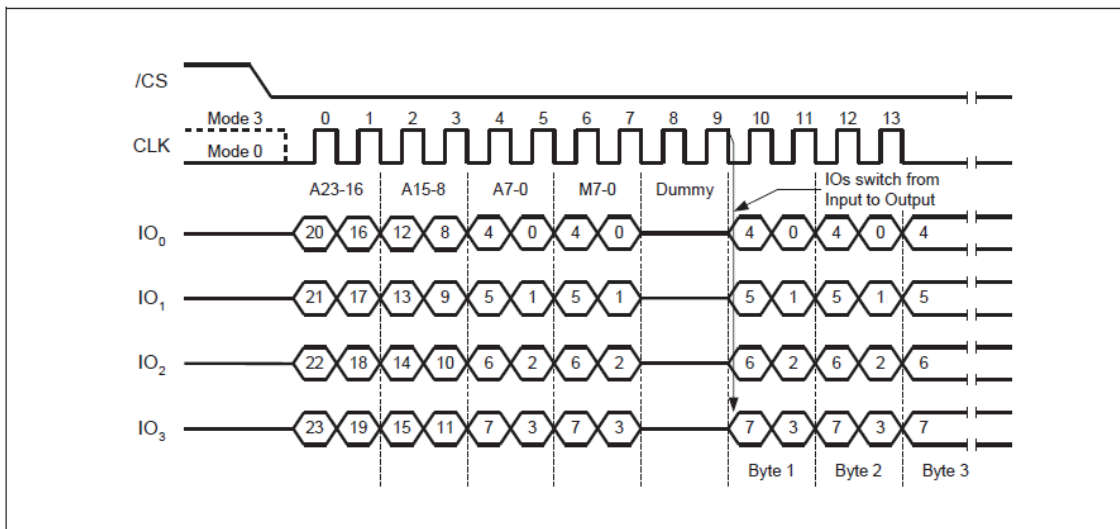 /CS
Mode 3 0 1 2 3 4 5 6 7 8 9 10 11 12 13
CLK
Mode 0
A23-16 A15-8 A7-0 M7-0 Dummy IOs switch from
Input to Output
IO0 20 16 12 8 4 0 4 0 4 0 4 0 4
IO1 21 17 13 9 5 1 5 1 5 1 5 1 5
IO2 22 18 14 10 6 2 6 2 6 2 6 2 6
IO3 23 19 15 11 7 3 7 3 7 3 7 3 7
Byte 1 Byte 2 Byte 3